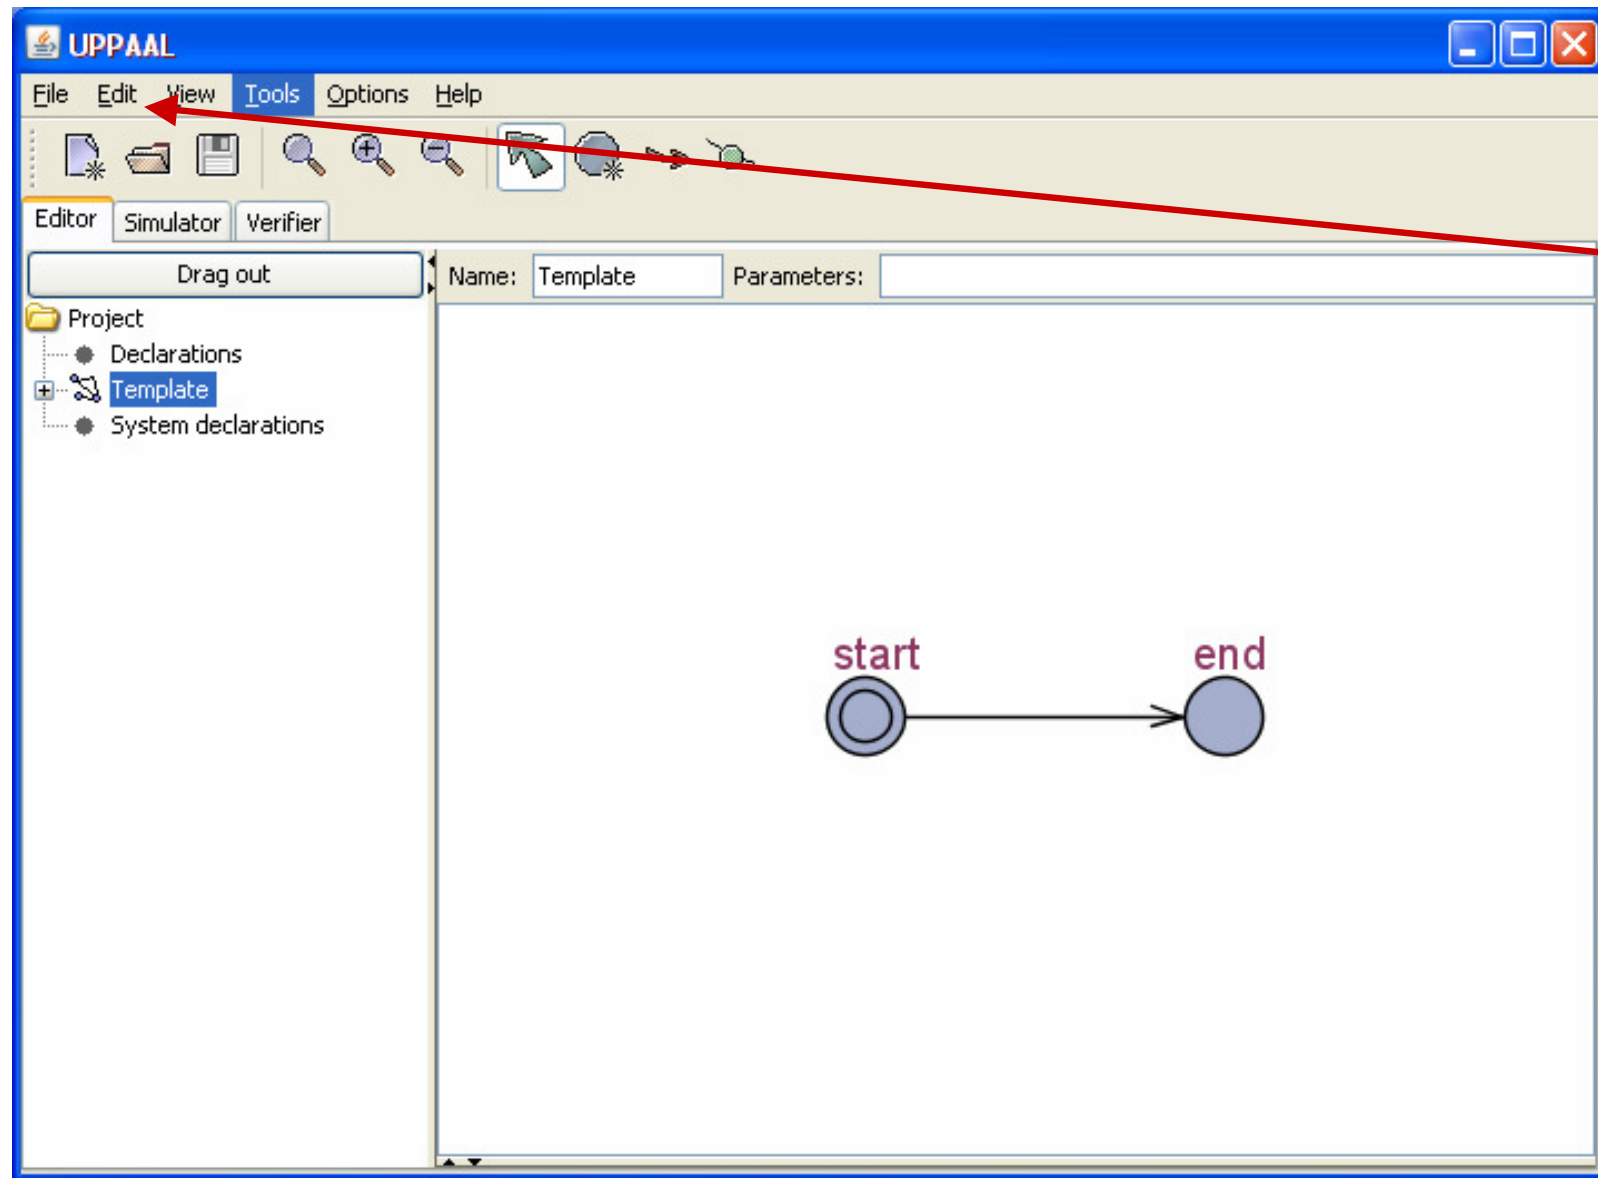 UPPAAL
File Edit View Tools Options Help
Editor Simulator Verifier
Drag out
Name: Template Parameters:
Project
Declarations
Template
System declarations
start end